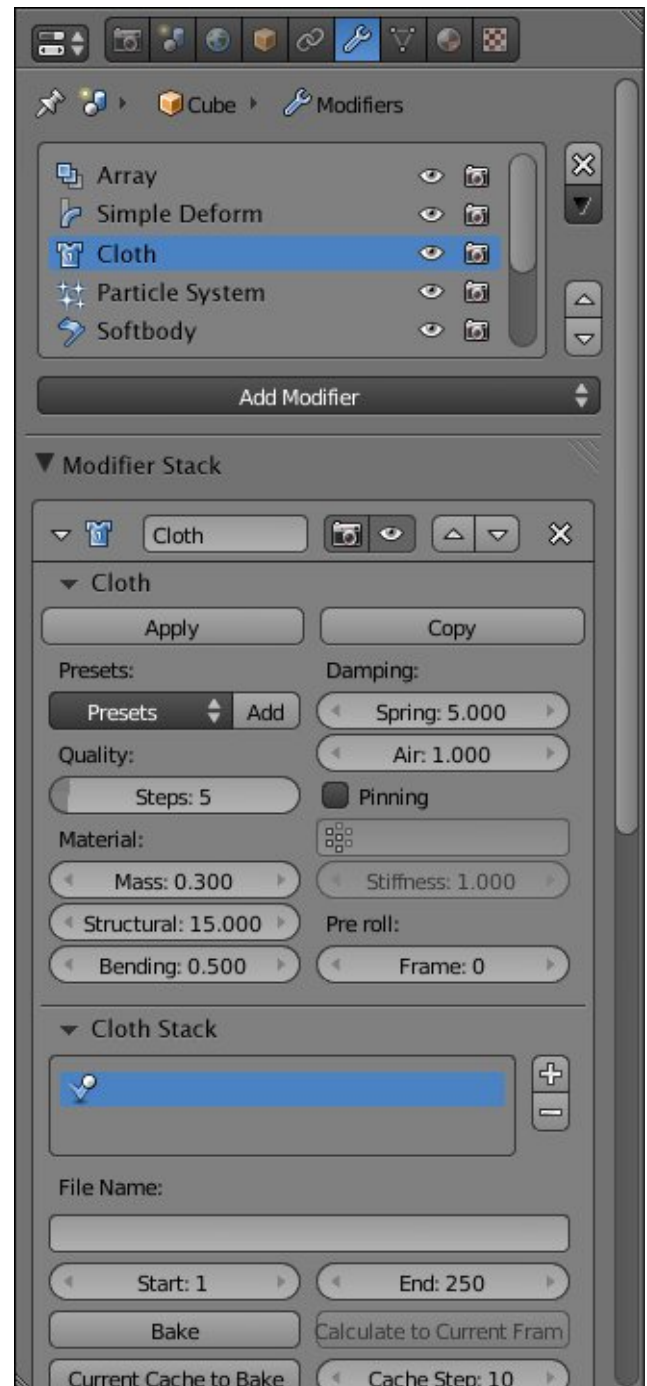 Cube Modifiers
Array
Simple Deform
Cloth
Particle System
Softbody
Add Modifier
Modifier Stack
Cloth
Cloth
Apply Copy
Presets: Damping:
Presets Add Spring: 5.000
Quality: Air: 1.000
Steps: 5 Pinning
Material:
Mass: 0.300 Stiffness: 1.000
Structural: 15.000 Pre roll:
Bending: 0.500 Frame: 0
Cloth Stack
File Name:
Start: 1 End: 250
Bake Calculate to Current Fram
Current Cache to Bake Cache Step: 10